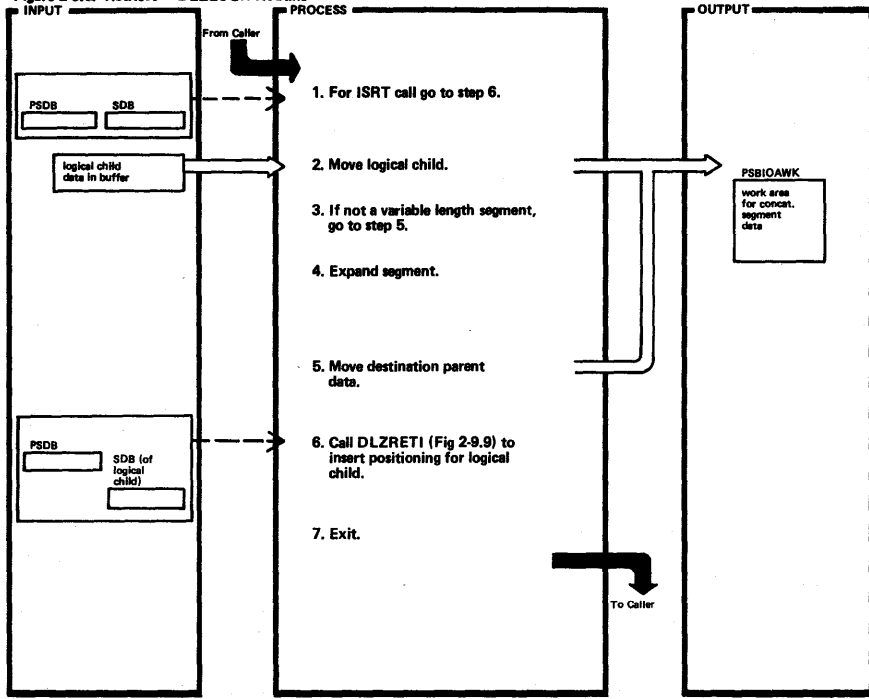 INPUT
PROCESS
OUTPUT
From Caller
PSDB
SDB
1. For ISRT call go to step 6.
logical child
data in buffer
2. Move logical child.
PSBIOAWK
work area
for concat.
segment
data
3. If not a variable length segment,
go to step 5.
4. Expand segment.
5. Move destination parent
data.
PSDB
SDB (of
logical
child)
6. Call DLZRETI (Fig 2-9.9) to
insert positioning for logical
child.
7. Exit.
To Caller